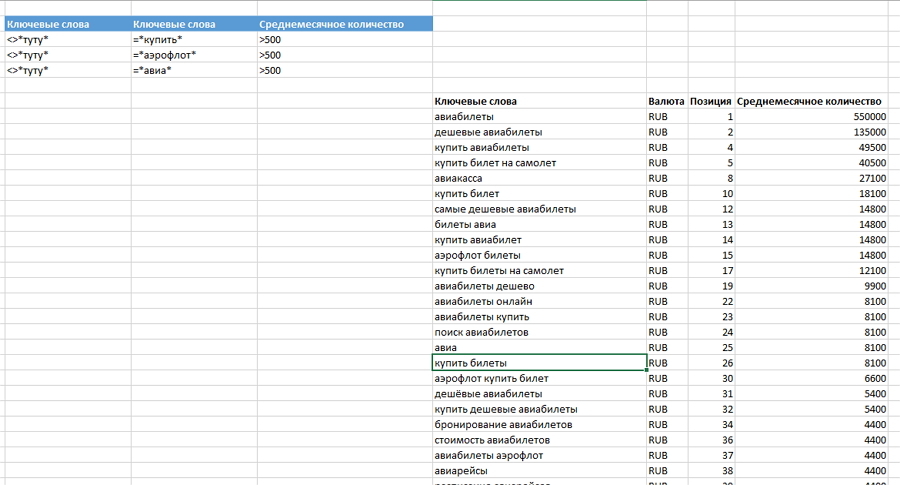 Ключевые слова Ключевые слова Среднемесячное количество
<>*туту* =*купить* >500
<>*туту* =*аэрофлот* >500
<>*туту* =*авиа* >500
Ключевые слова Валюта Позиция Среднемесячное количество
авиабилеты RUB 1 550000
дешевые авиабилеты RUB 2 135000
купить авиабилеты RUB 4 49500
купить билет на самолет RUB 5 40500
авиакасса RUB 8 27100
купить билет RUB 10 18100
самые дешевые авиабилеты RUB 12 14800
билеты авиа RUB 13 14800
купить авиабилет RUB 14 14800
аэрофлот билеты RUB 15 14800
купить билеты на самолет RUB 17 12100
авиабилеты дешево RUB 19 9900
авиабилеты онлайн RUB 22 8100
авиабилеты купить RUB 23 8100
поиск авиабилетов RUB 24 8100
авиа RUB 25 8100
купить билеты RUB 26 8100
аэрофлот купить билет RUB 30 6600
дешёвые авиабилеты RUB 31 5400
купить дешевые авиабилеты RUB 32 5400
бронирование авиабилетов RUB 34 4400
стоимость авиабилетов RUB 36 4400
авиабилеты аэрофлот RUB 37 4400
авиарейсы RUB 38 4400